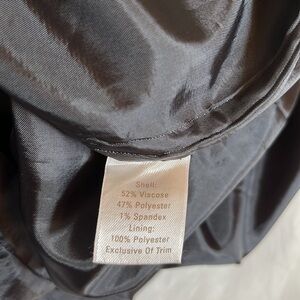 Shell:
52% Viscose
47% Polyester
1% Spandex
Lining:
100% Polyester
Exclusive Of Trim